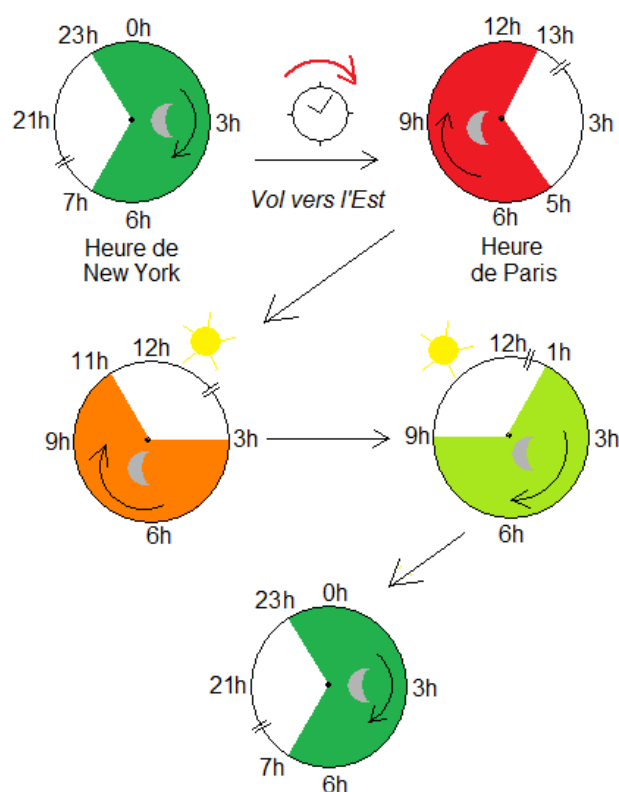 23h 0h
21h 3h
7h 6h
Heure de
New York
Vol vers l'Est
12h 13h
9h 3h
6h 5h
Heure
de Paris
11h 12h
9h 3h
6h
12h 1h
9h 3h
6h
23h 0h
21h 3h
7h 6h